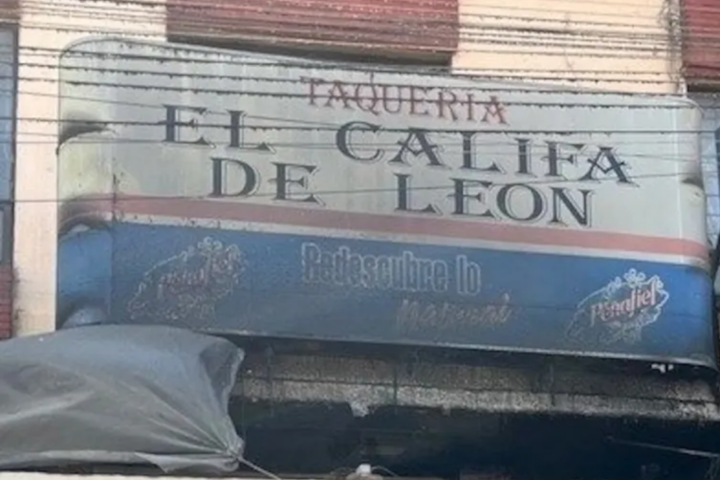 TAQUERIA
EL CALIFA
DE LEON
Peñafiel
Redescubre lo
Natural
Peñafiel